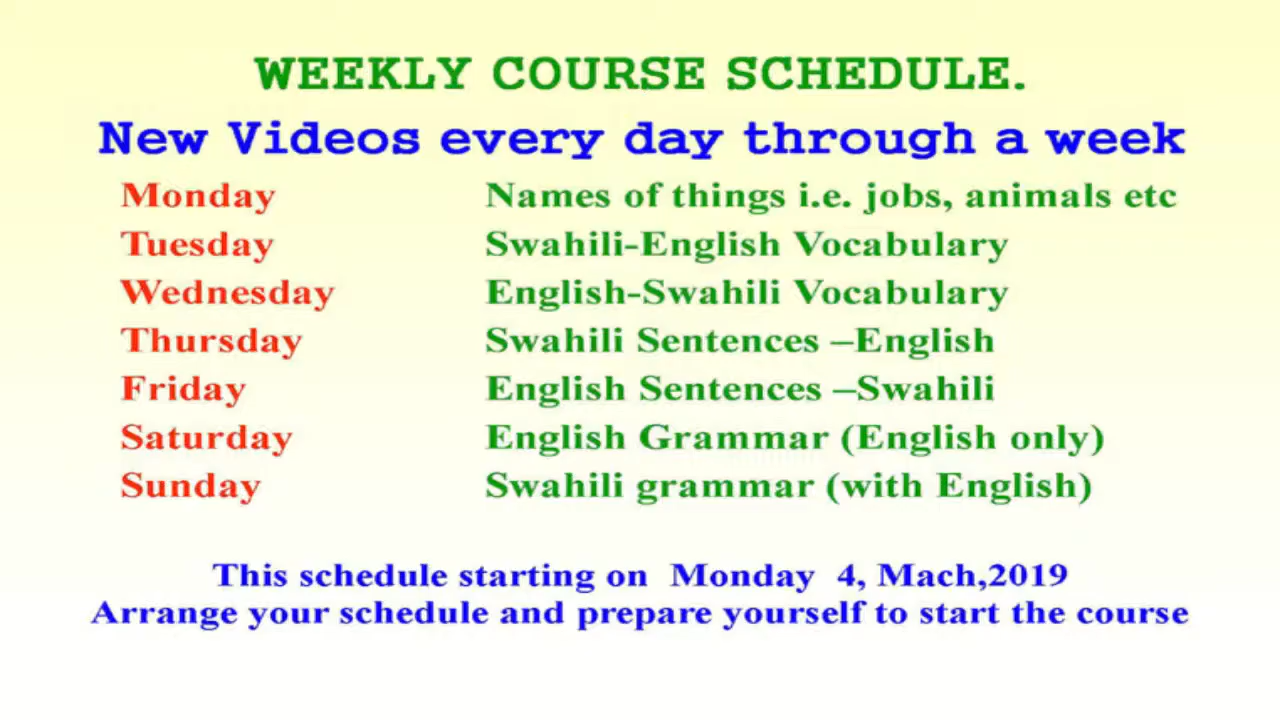 WEEKLY COURSE SCHEDULE.
New Videos every day through a week
Monday Names of things i.e. jobs, animals etc
Tuesday Swahili-English Vocabulary
Wednesday English-Swahili Vocabulary
Thursday Swahili Sentences –English
Friday English Sentences –Swahili
Saturday English Grammar (English only)
Sunday Swahili grammar (with English)
This schedule starting on Monday 4, Mach,2019
Arrange your schedule and prepare yourself to start the course